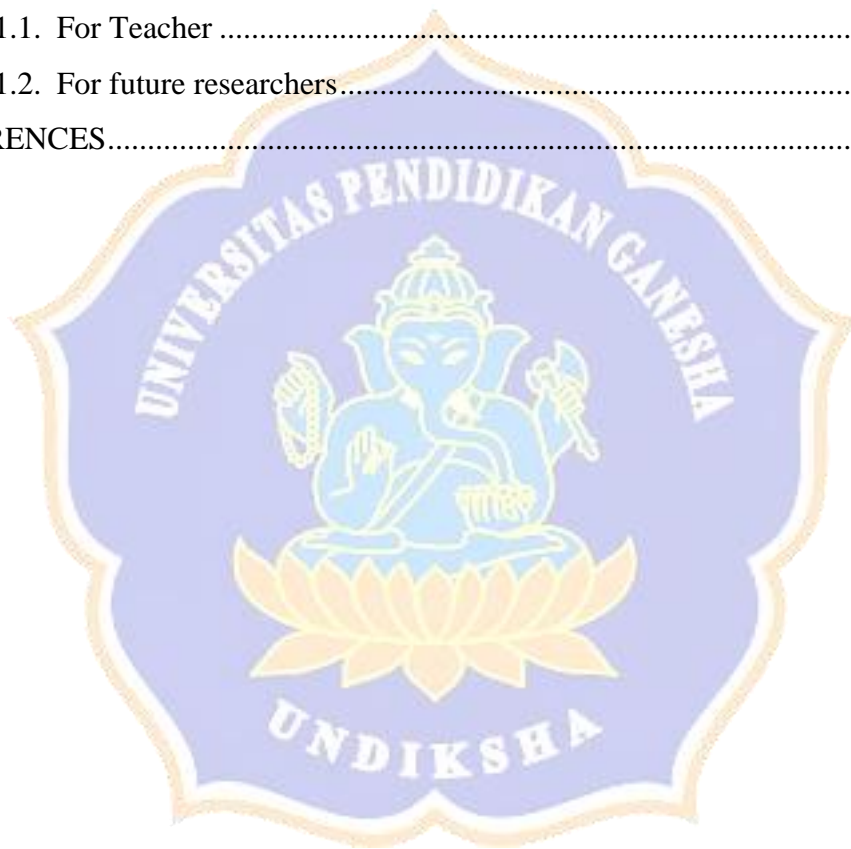 1.1. For Teacher ........................................................................................
1.2. For future researchers........................................................................
RENCES........................................................................................................
UNIVERSITAS PENDIDIKAN GANESHA
UNDIKSHA